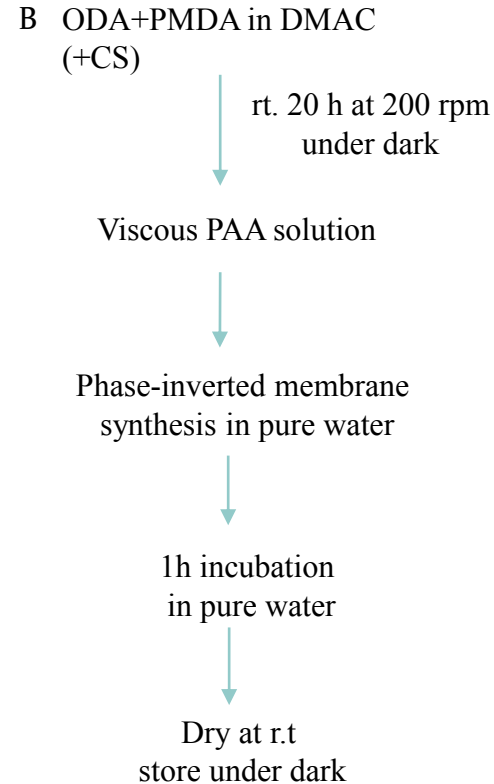 B ODA+PMDA in DMAC
(+CS)
rt. 20 h at 200 rpm
under dark
Viscous PAA solution
Phase-inverted membrane
synthesis in pure water
1h incubation
in pure water
Dry at r.t
store under dark